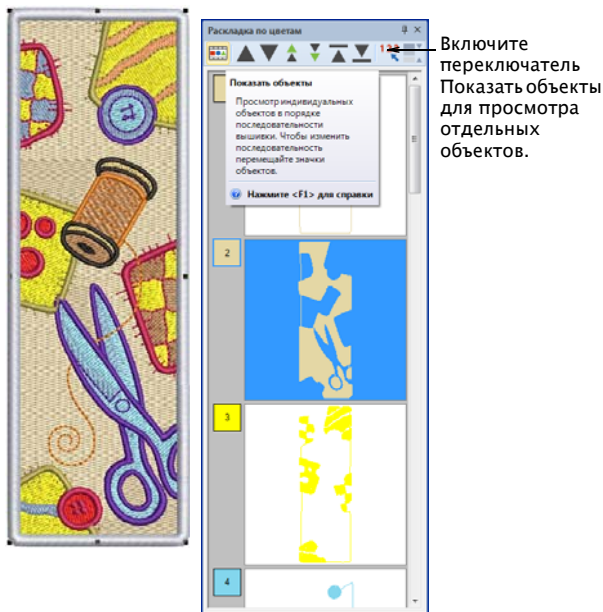 Раскладка по цветам
Показать объекты
Просмотр индивидуальных
объектов в порядке
последовательности
вышивки. Чтобы изменить
последовательность
перемещайте значки
объектов.
Нажмите <F1> для справки
2
3
4
Включите
переключатель
Показать объекты
для просмотра
отдельных
объектов.